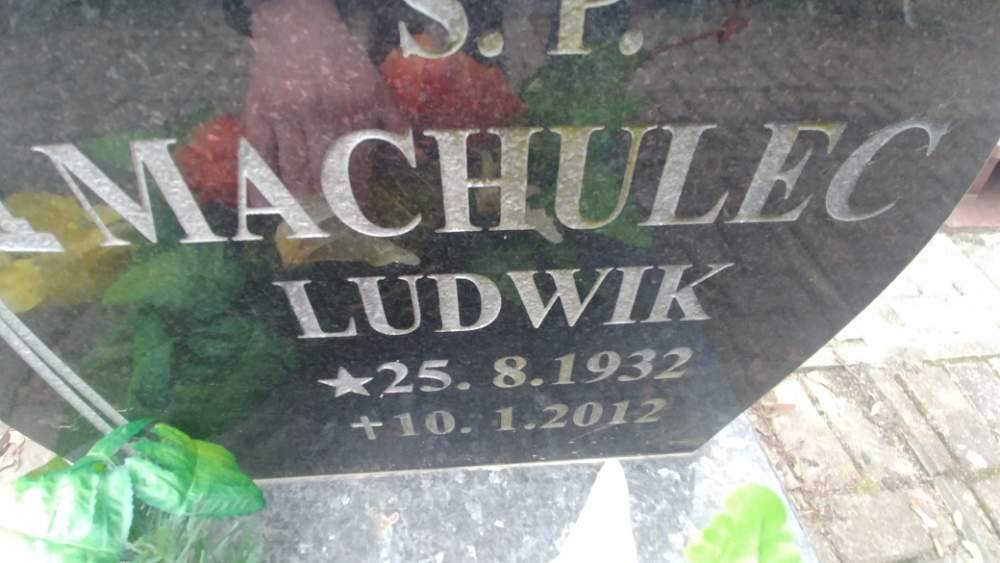 Ś.P.
MACHULEC
LUDWIK
★25. 8.1932
✝10. 1.2012